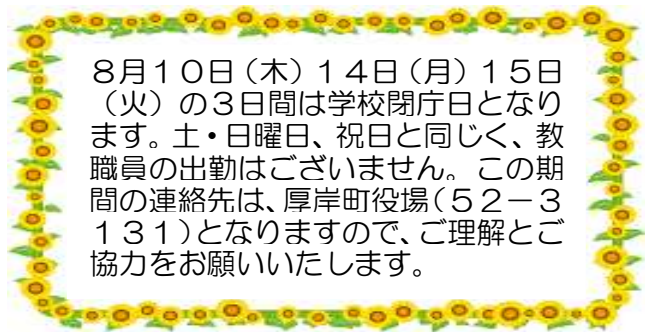 ８月１０日（木）１４日（月）１５日
（火）の３日間は学校閉庁日となり
ます。土・日曜日、祝日と同じく、教
職員の出勤はございません。この期
間の連絡先は、厚岸町役場（５２－３
１３１）となりますので、ご理解とご
協力をお願いいたします。